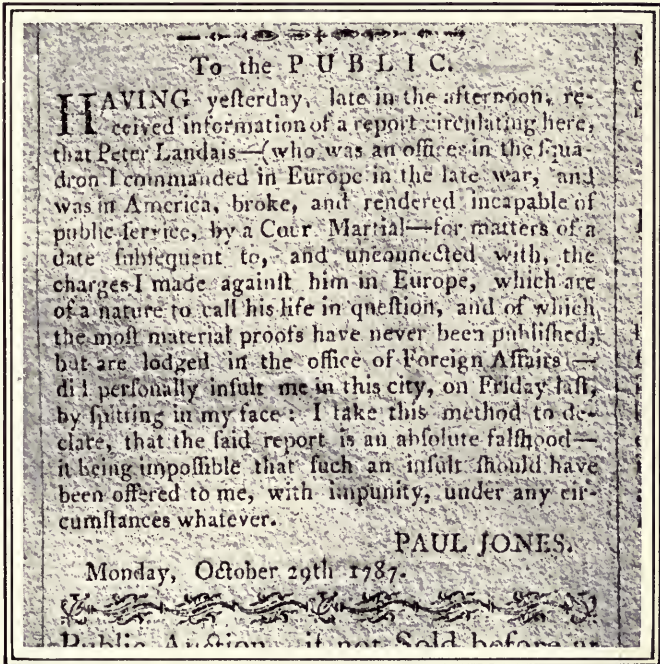 To the PUBLIC.
HAVING yeſterday, late in the afternoon, re-
ceived information of a report circulating here,
that Peter Landais—(who was an officer in the ſqua-
dron I commanded in Europe in the late war, and
was in America, broke, and rendered incapable of
public ſervice, by a Cour Martial—for matters of a
date ſubſequent to, and unconnected with, the
charges I made againſt him in Europe, which are
of a nature to call his life in queſtion, and of which
the moſt material proofs have never been publiſhed,
but are lodged in the office of Foreign Affairs—
did perſonally inſult me in this city, on Friday laſt,
by ſpitting in my face: I take this method to de-
clare, that the ſaid report is an abſolute falſhood—
it being impoſſible that ſuch an inſult ſhould have
been offered to me, with impunity, under any cir-
cumſtances whatever.
PAUL JONES.
Monday, October 29th 1787.
Public Auction, if not Sold before